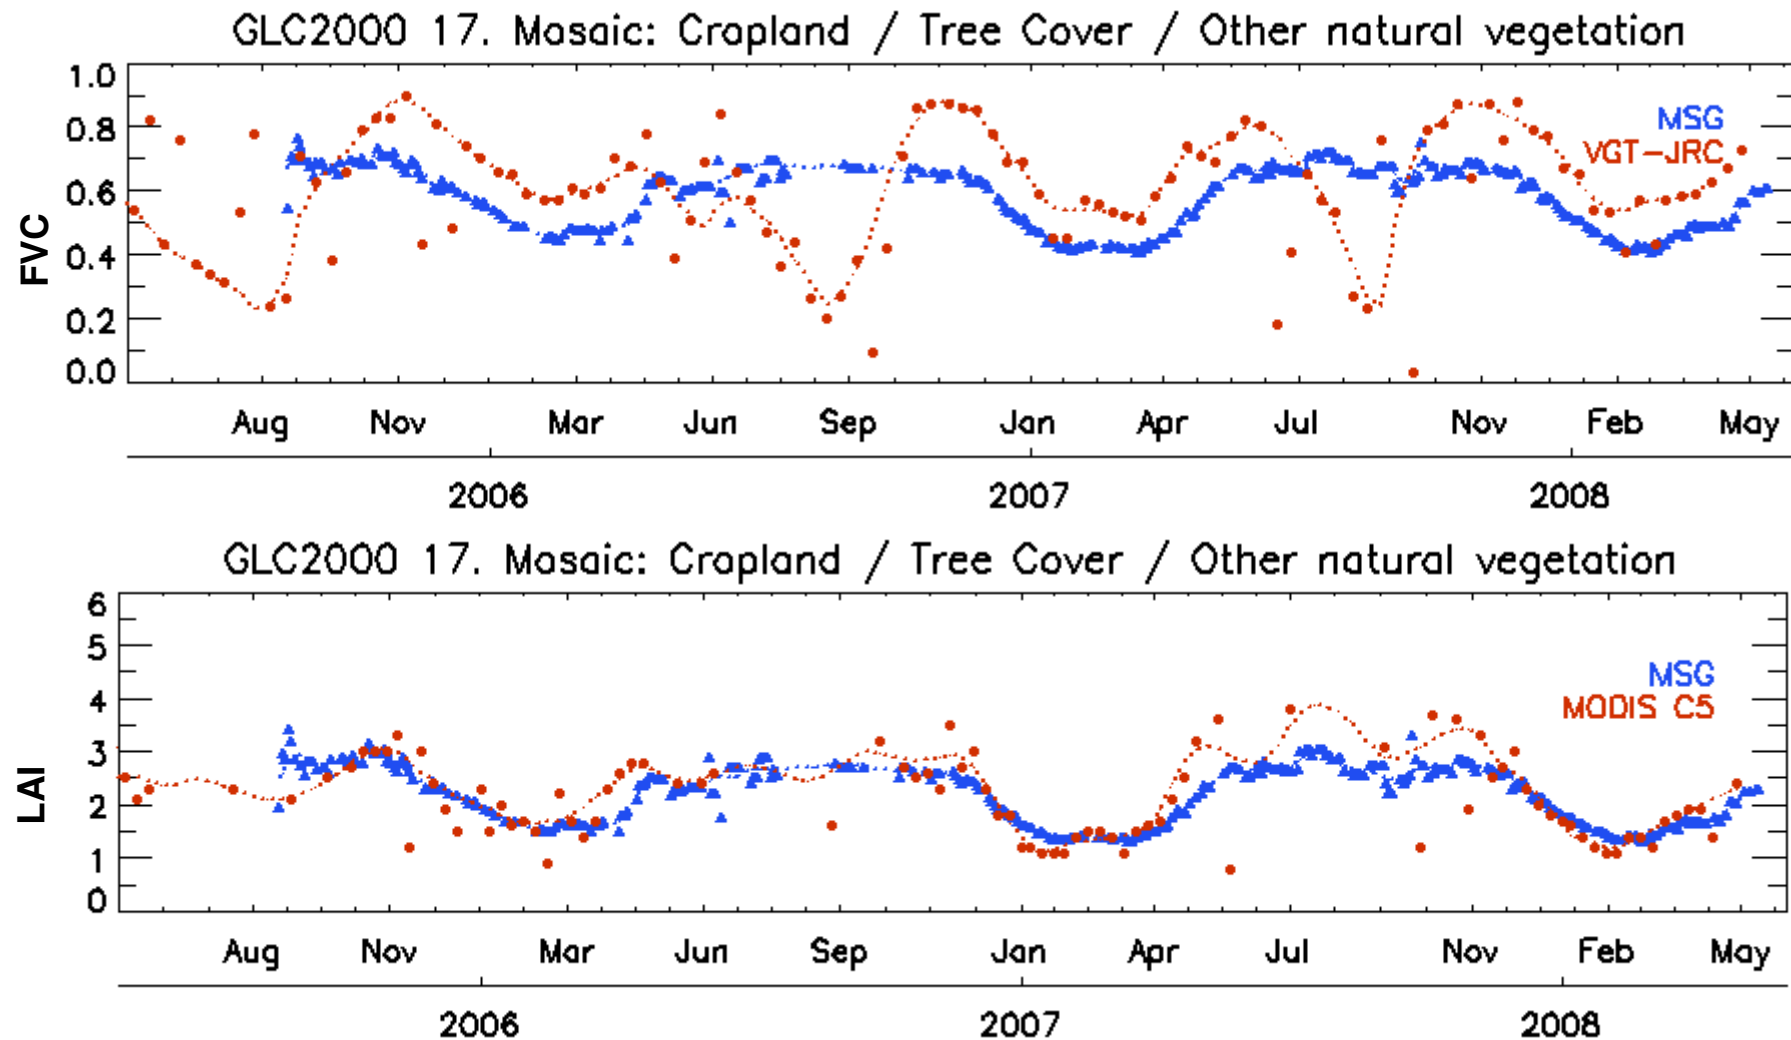 GLC2000 17. Mosaic: Cropland / Tree Cover / Other natural vegetation
1.0
0.8
0.6
0.4
0.2
0.0
FVC
MSG
VGT-JRC
Aug Nov Mar Jun Sep Jan Apr Jul Nov Feb May
2006 2007 2008
GLC2000 17. Mosaic: Cropland / Tree Cover / Other natural vegetation
6
5
4
3
2
1
0
LAI
MSG
MODIS C5
Aug Nov Mar Jun Sep Jan Apr Jul Nov Feb May
2006 2007 2008